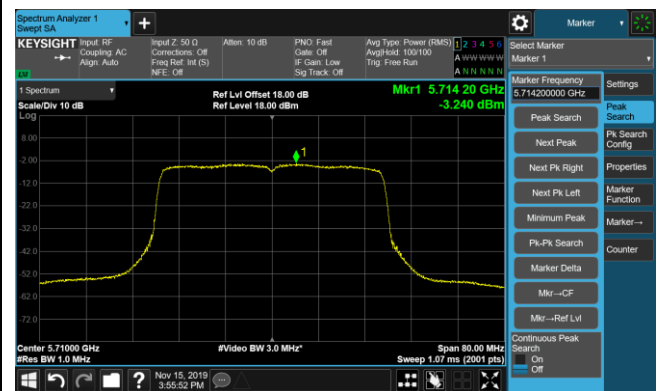 Spectrum Analyzer 1
Swept SA
+
Marker
KEYSIGHT
Input: RF
Coupling: AC
Align: Auto
Input Z: 50 Ω
Corrections: Off
Freq Ref: Int (S)
NFE: Off
Atten: 10 dB
PNO: Fast
Gate: Off
IF Gain: Low
Sig Track: Off
Avg Type: Power (RMS)
Avg|Hold: 100/100
Trig: Free Run
1 2 3 4 5 6
A W W W W W
A N N N N N
Select Marker
Marker 1
1 Spectrum
Scale/Div 10 dB
Log
Ref Lvl Offset 18.00 dB
Ref Level 18.00 dBm
Mkr1 5.714 20 GHz
-3.240 dBm
8.00
-2.00
-12.0
-22.0
-32.0
-42.0
-52.0
-62.0
-72.0
1
Center 5.71000 GHz
#Res BW 1.0 MHz
#Video BW 3.0 MHz*
Span 80.00 MHz
Sweep 1.07 ms (2001 pts)
Marker Frequency
5.714200000 GHz
Peak Search
Next Peak
Next Pk Right
Next Pk Left
Minimum Peak
Pk-Pk Search
Marker Delta
Mkr→CF
Mkr→Ref Lvl
Continuous Peak
Search
On
Off
Settings
Peak
Search
Pk Search
Config
Properties
Marker
Function
Marker→
Counter
?
Nov 15, 2019
3:55:52 PM